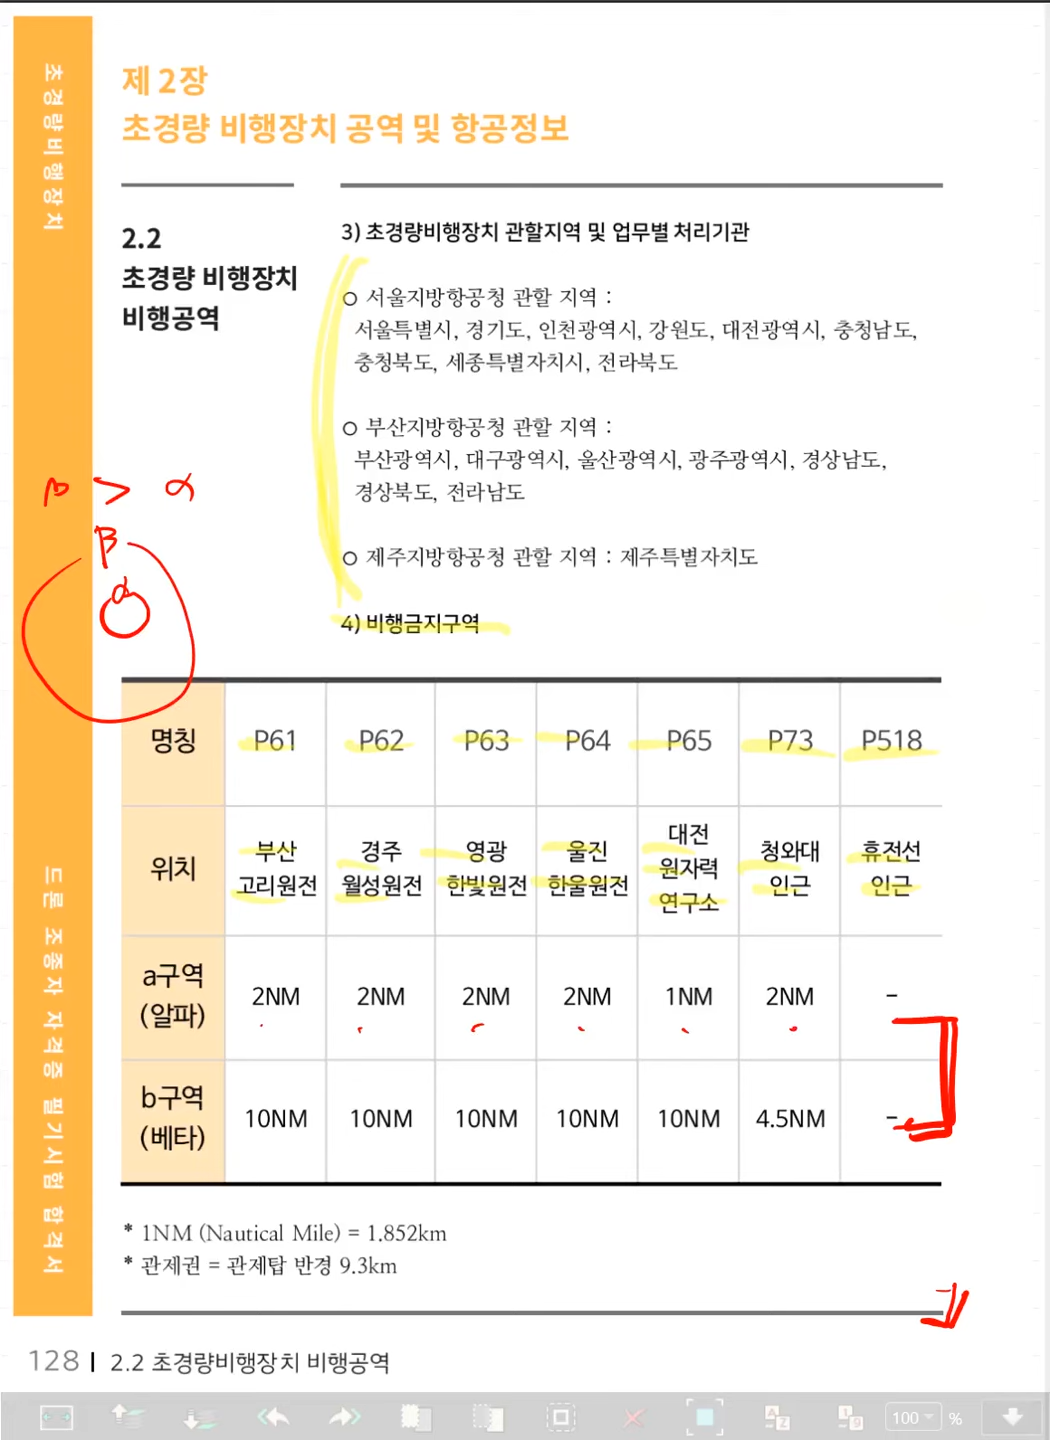 초경량비행장치
드론 조종자 자격증 필기시험 합격서
제 2장
초경량 비행장치 공역 및 항공정보
2.2
초경량 비행장치
비행공역
3) 초경량비행장치 관할지역 및 업무별 처리기관
○ 서울지방항공청 관할 지역 :
서울특별시, 경기도, 인천광역시, 강원도, 대전광역시, 충청남도,
충청북도, 세종특별자치시, 전라북도
○ 부산지방항공청 관할 지역 :
부산광역시, 대구광역시, 울산광역시, 광주광역시, 경상남도,
경상북도, 전라남도
○ 제주지방항공청 관할 지역 : 제주특별자치도
β > α
β
α
4) 비행금지구역
명칭 P61 P62 P63 P64 P65 P73 P518
위치 부산 고리원전 경주 월성원전 영광 한빛원전 울진 한울원전 대전 원자력 연구소 청와대 인근 휴전선 인근
a구역 (알파) 2NM 2NM 2NM 2NM 1NM 2NM -
b구역 (베타) 10NM 10NM 10NM 10NM 10NM 4.5NM -
* 1NM (Nautical Mile) = 1.852km
* 관제권 = 관제탑 반경 9.3km
128 | 2.2 초경량비행장치 비행공역
100 %